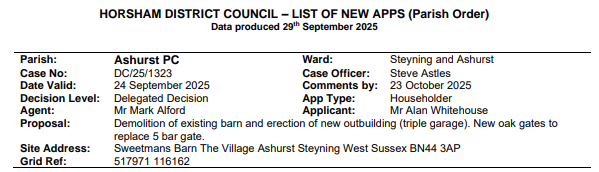 HORSHAM DISTRICT COUNCIL – LIST OF NEW APPS (Parish Order)
Data produced 29th September 2025
Parish: Ashurst PC Ward: Steyning and Ashurst
Case No: DC/25/1323 Case Officer: Steve Astles
Date Valid: 24 September 2025 Comments by: 23 October 2025
Decision Level: Delegated Decision App Type: Householder
Agent: Mr Mark Alford Applicant: Mr Alan Whitehouse
Proposal: Demolition of existing barn and erection of new outbuilding (triple garage). New oak gates to
replace 5 bar gate.
Site Address: Sweetmans Barn The Village Ashurst Steyning West Sussex BN44 3AP
Grid Ref: 517971 116162